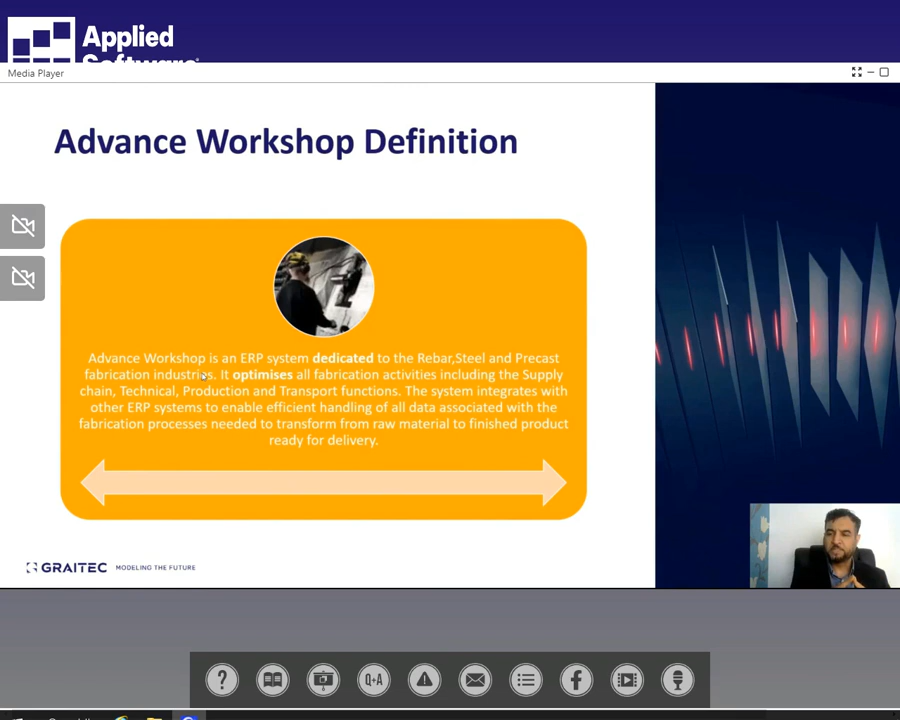 Applied
Software
Media Player
Advance Workshop Definition
Advance Workshop is an ERP system dedicated to the Rebar,Steel and Precast
fabrication industries. It optimises all fabrication activities including the Supply
chain, Technical, Production and Transport functions. The system integrates with
other ERP systems to enable efficient handling of all data associated with the
fabrication processes needed to transform from raw material to finished product
ready for delivery.
GRAITEC MODELING THE FUTURE
? Q+A f